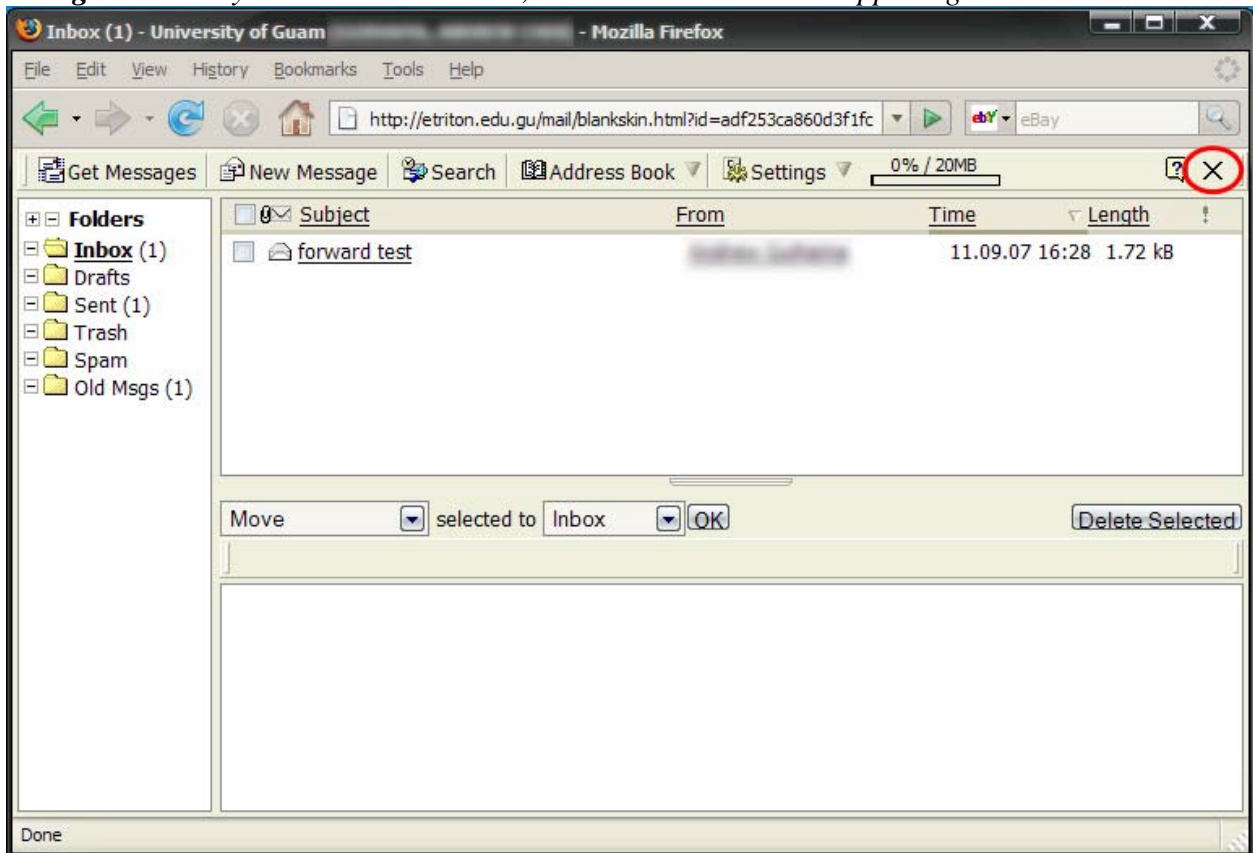 Inbox (1) - University of Guam - Mozilla Firefox
File Edit View History Bookmarks Tools Help
http://etriton.edu.gu/mail/blankskin.html?id=adf253ca860d3f1fc ebY eBay
Get Messages New Message Search Address Book Settings 0% / 20MB
Folders Subject From Time Length
Inbox (1) forward test 11.09.07 16:28 1.72 kB
Drafts
Sent (1)
Trash
Spam
Old Msgs (1)
Move selected to Inbox OK Delete Selected
Done